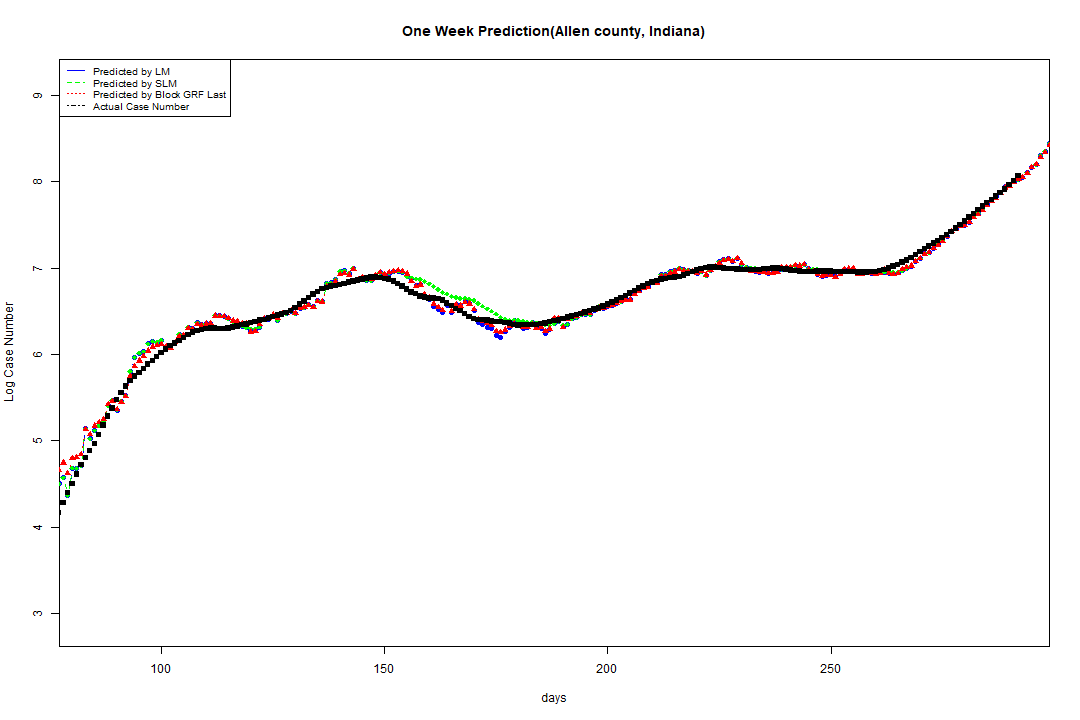 One Week Prediction(Allen county, Indiana)
Predicted by LM
Predicted by SLM
Predicted by Block GRF Last
Actual Case Number
9
8
7
6
5
4
3
Log Case Number
100 150 200 250
days